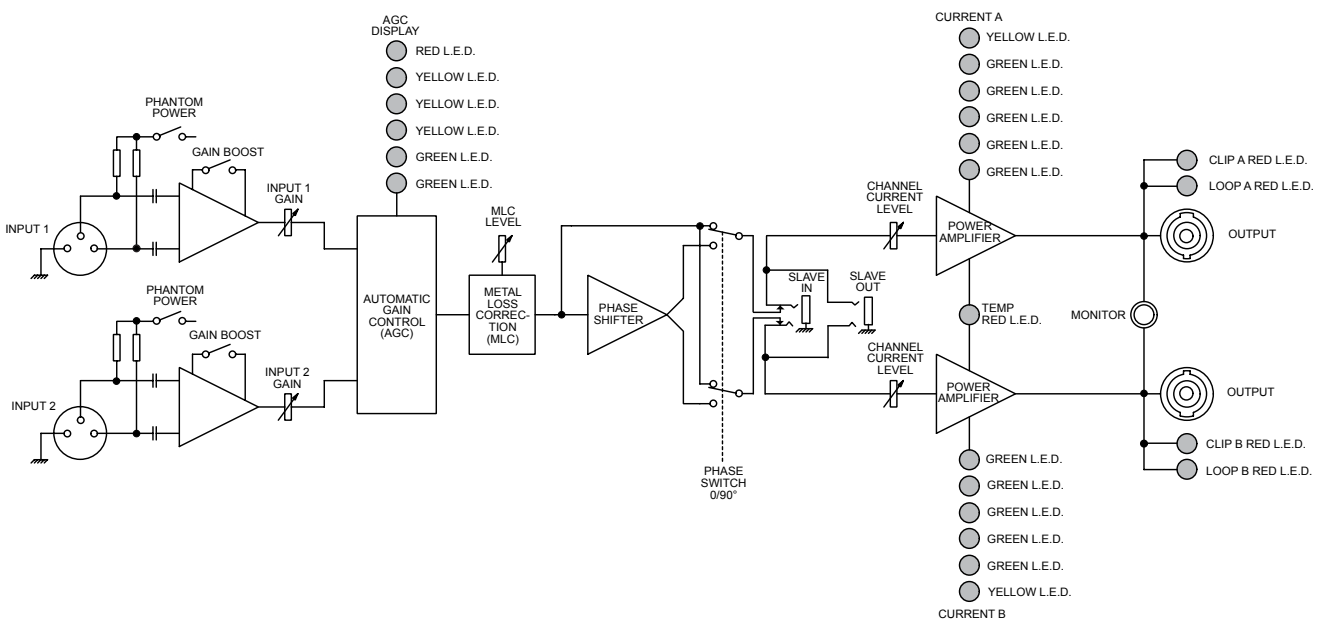 AGC
DISPLAY
RED L.E.D.
YELLOW L.E.D.
YELLOW L.E.D.
YELLOW L.E.D.
GREEN L.E.D.
GREEN L.E.D.
PHANTOM
POWER
GAIN BOOST
INPUT 1
GAIN
INPUT 1
PHANTOM
POWER
GAIN BOOST
INPUT 2
GAIN
INPUT 2
AUTOMATIC
GAIN
CONTROL
(AGC)
MLC
LEVEL
METAL
LOSS
CORREC-
TION
(MLC)
PHASE
SHIFTER
PHASE
SWITCH
0/90°
SLAVE
IN
SLAVE
OUT
CHANNEL
CURRENT
LEVEL
CHANNEL
CURRENT
LEVEL
CURRENT A
YELLOW L.E.D.
GREEN L.E.D.
GREEN L.E.D.
GREEN L.E.D.
GREEN L.E.D.
GREEN L.E.D.
POWER
AMPLIFIER
TEMP
RED L.E.D.
POWER
AMPLIFIER
GREEN L.E.D.
GREEN L.E.D.
GREEN L.E.D.
GREEN L.E.D.
GREEN L.E.D.
YELLOW L.E.D.
CURRENT B
CLIP A RED L.E.D.
LOOP A RED L.E.D.
OUTPUT
MONITOR
OUTPUT
CLIP B RED L.E.D.
LOOP B RED L.E.D.